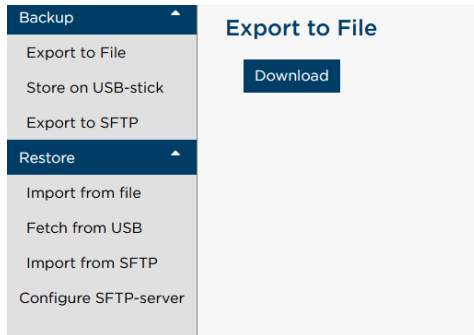 Backup
Export to File
Store on USB-stick
Export to SFTP
Restore
Import from file
Fetch from USB
Import from SFTP
Configure SFTP-server
Export to File
Download